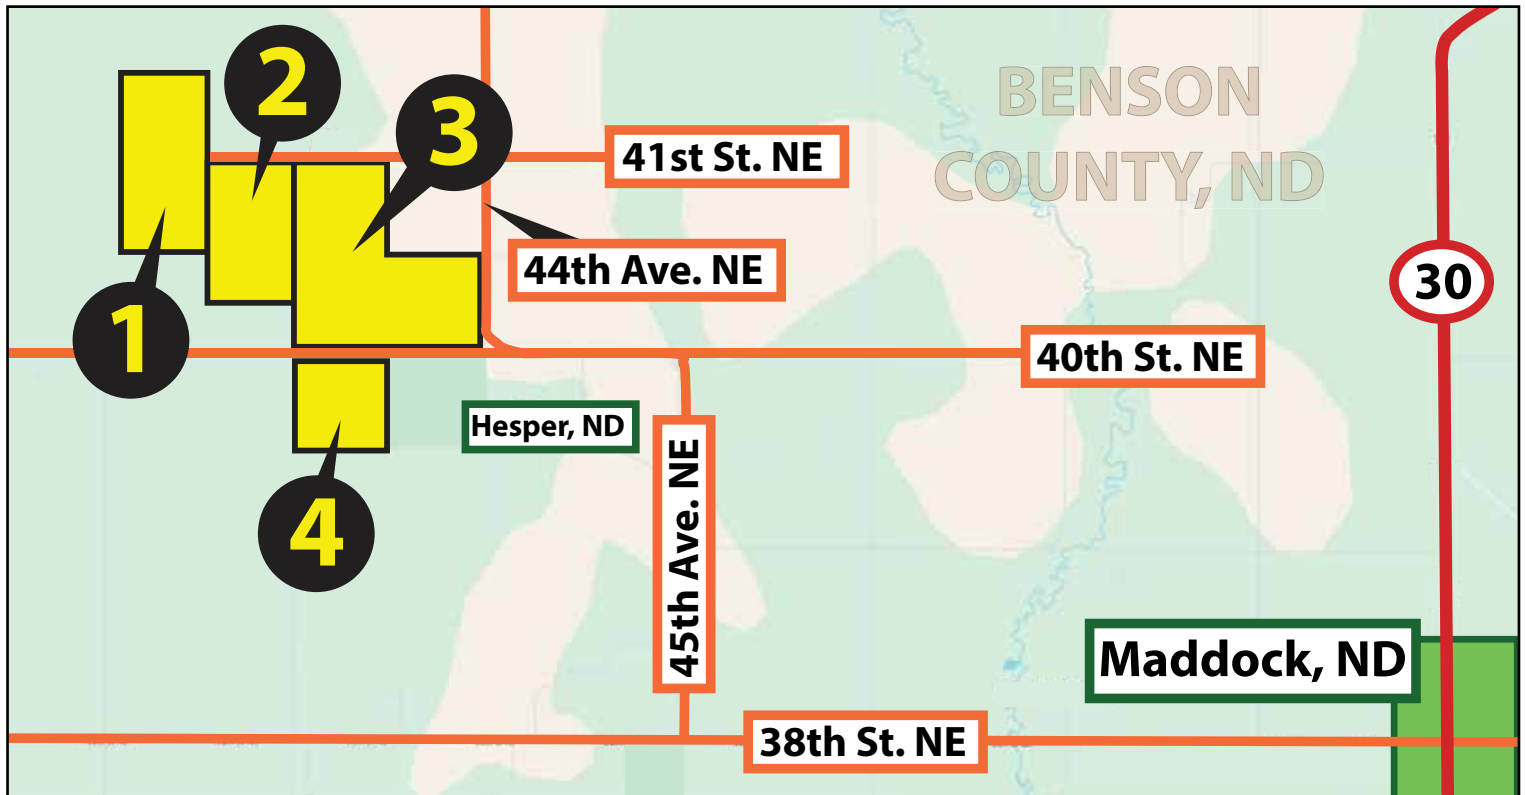 2
3
BENSON
COUNTY, ND
41st St. NE
44th Ave. NE
30
1
40th St. NE
Hesper, ND
45th Ave. NE
4
Maddock, ND
38th St. NE